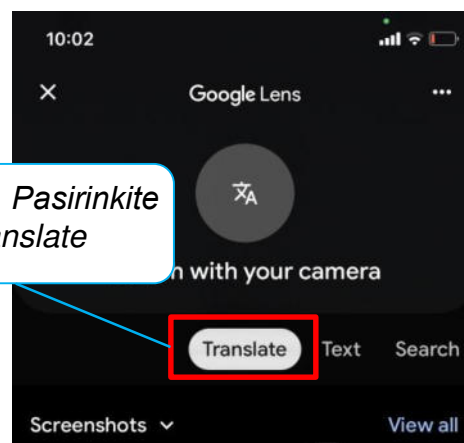 10:02
Google Lens
Pasirinkite
nslate
n with your camera
Translate Text Search
Screenshots View all